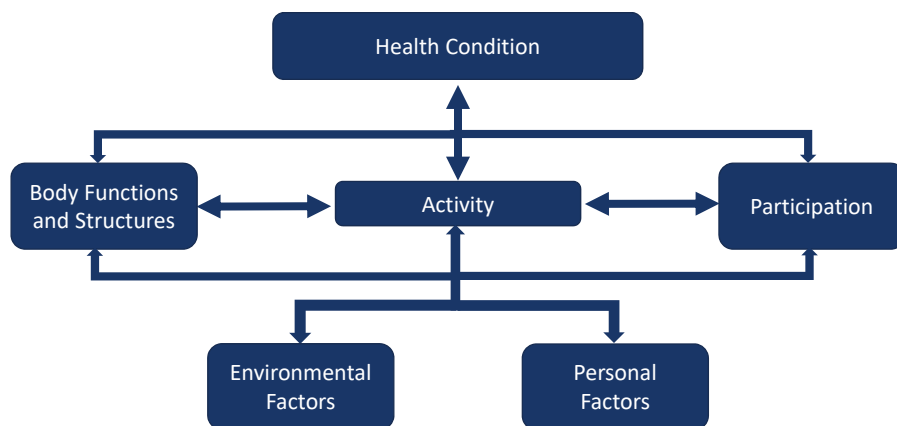 Health Condition
Body Functions
and Structures
Activity
Participation
Environmental
Factors
Personal
Factors